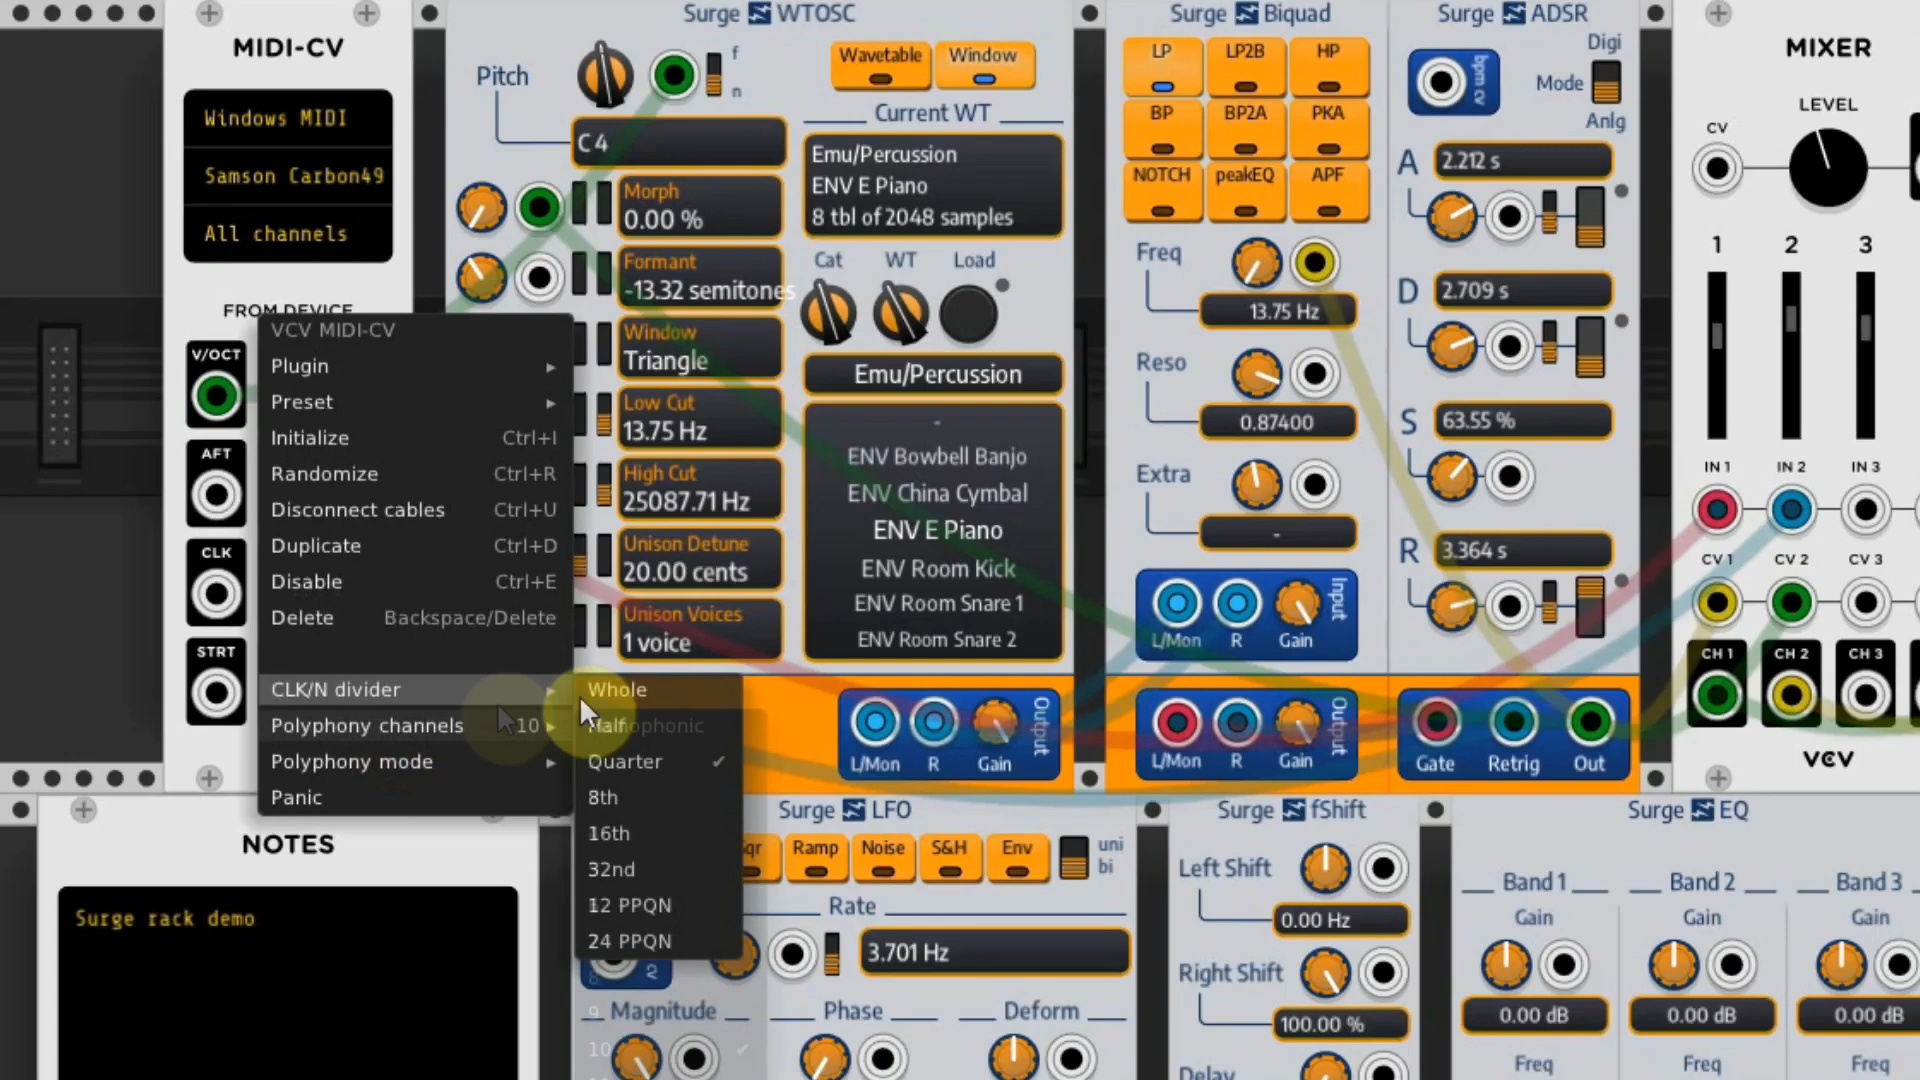 MIDI-CV
Windows MIDI
Samson Carbon49
All channels
FROM DEVICE
V/OCT
AFT
CLK
STRT
VCV MIDI-CV
Plugin
Preset
Initialize Ctrl+I
Randomize Ctrl+R
Disconnect cables Ctrl+U
Duplicate Ctrl+D
Disable Ctrl+E
Delete Backspace/Delete
CLK/N divider
Polyphony channels 10
Polyphony mode
Panic
Whole
Half
Quarter ✓
8th
16th
32nd
12 PPQN
24 PPQN
Surge WTOSC
Pitch
f
n
C 4
Morph
0.00 %
Formant
-13.32 semitones
Window
Triangle
Low Cut
13.75 Hz
High Cut
25087.71 Hz
Unison Detune
20.00 cents
Unison Voices
1 voice
Wavetable
Window
Current WT
Emu/Percussion
ENV E Piano
8 tbl of 2048 samples
Cat WT Load
Emu/Percussion
-
ENV Bowbell Banjo
ENV China Cymbal
ENV E Piano
ENV Room Kick
ENV Room Snare 1
ENV Room Snare 2
L/Mon R Gain
Output
Surge Biquad
LP LP2B HP
BP BP2A PKA
NOTCH peakEQ APF
Freq
13.75 Hz
Reso
0.87400
Extra
-
L/Mon R Gain
Input
L/Mon R Gain
Output
Surge ADSR
bpm cv
Digi
Mode
Anlg
A 2.212 s
D 2.709 s
S 63.55 %
R 3.364 s
Gate Retrig Out
MIXER
LEVEL
CV
1 2 3
IN 1 IN 2 IN 3
CV 1 CV 2 CV 3
CH 1 CH 2 CH 3
VCV
NOTES
Surge rack demo
Surge LFO
Ramp Noise S&H Env
uni
bi
Rate
3.701 Hz
2
Magnitude Phase Deform
10 ✓
Surge fShift
Left Shift
0.00 Hz
Right Shift
100.00 %
Delay
Surge EQ
Band 1 Band 2 Band 3
Gain Gain Gain
0.00 dB 0.00 dB 0.00 dB
Freq Freq Freq